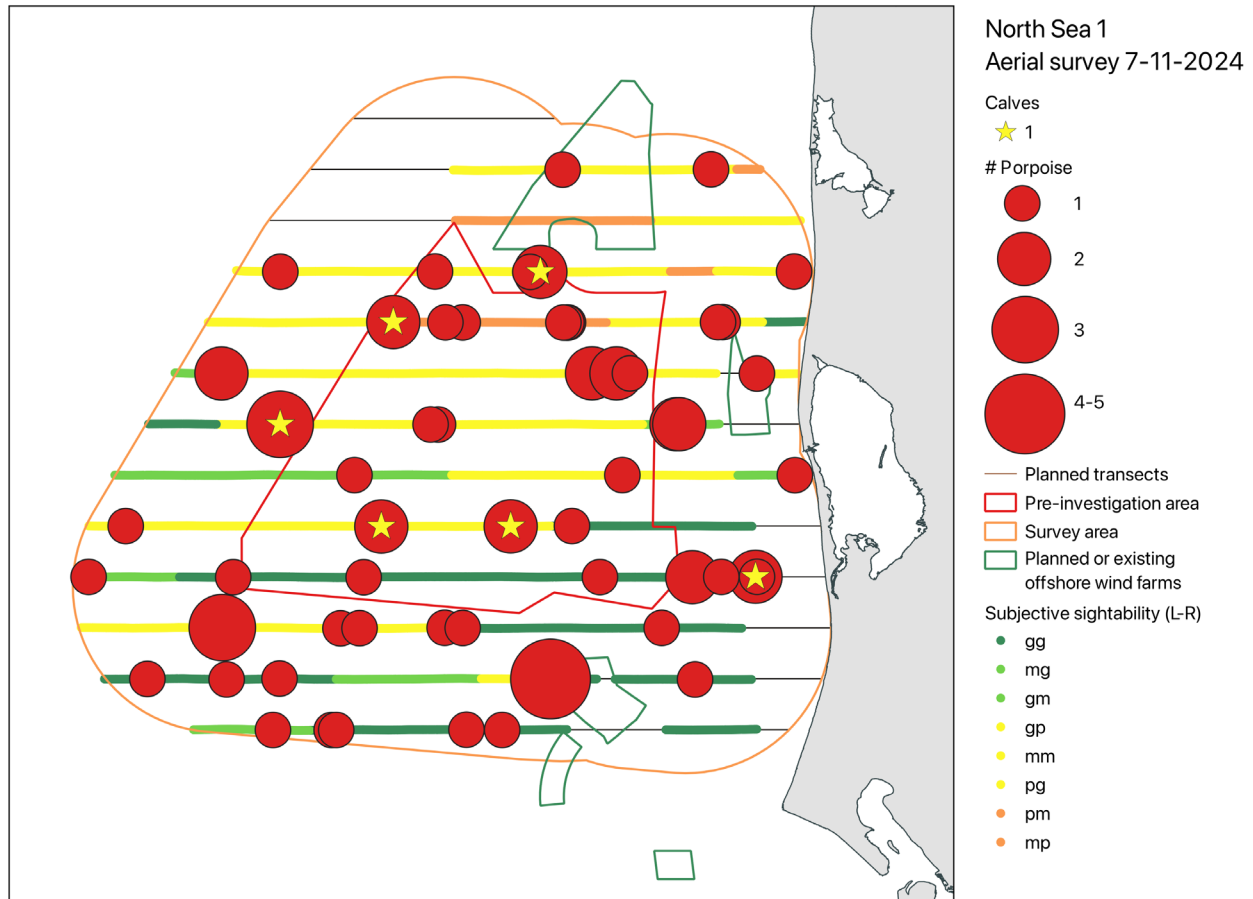 North Sea 1
Aerial survey 7-11-2024
Calves
1
# Porpoise
1
2
3
4-5
Planned transects
Pre-investigation area
Survey area
Planned or existing
offshore wind farms
Subjective sightability (L-R)
gg
mg
gm
gp
mm
pg
pm
mp